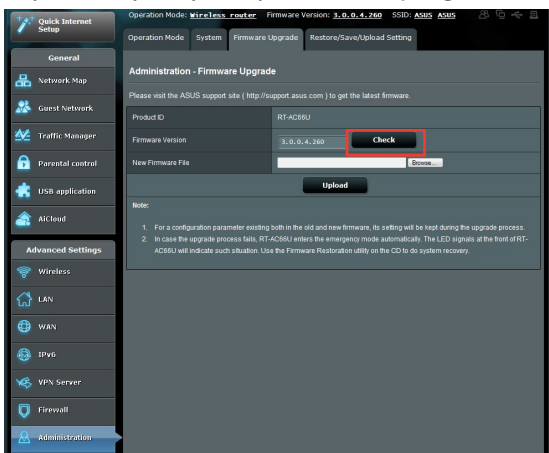 Quick Internet
Setup
Operation Mode: Wireless router Firmware Version: 3.0.0.4.260 SSID: ASUS ASUS
Operation Mode System Firmware Upgrade Restore/Save/Upload Setting
General
Network Map
Guest Network
Traffic Manager
Parental control
USB application
AiCloud
Advanced Settings
Wireless
LAN
WAN
IPv6
VPN Server
Firewall
Administration
Administration - Firmware Upgrade
Please visit the ASUS support site ( http://support.asus.com ) to get the latest firmware.
Product ID RT-AC66U
Firmware Version 3.0.0.4.260 Check
New Firmware File Browse...
Upload
Note:
1. For a configuration parameter existing both in the old and new firmware, its setting will be kept during the upgrade process.
2. In case the upgrade process fails, RT-AC66U enters the emergency mode automatically. The LED signals at the front of RT-
AC66U will indicate such situation. Use the Firmware Restoration utility on the CD to do system recovery.